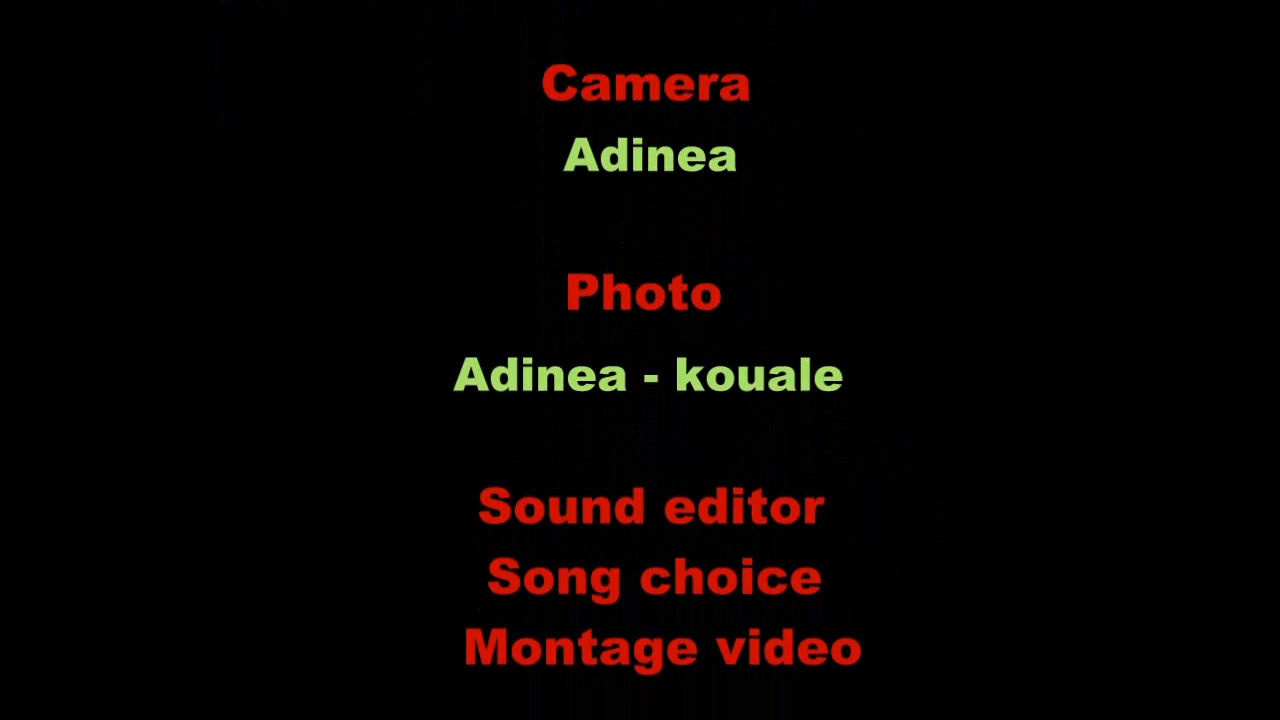 Camera
Adinea
Photo
Adinea - kouale
Sound editor
Song choice
Montage video